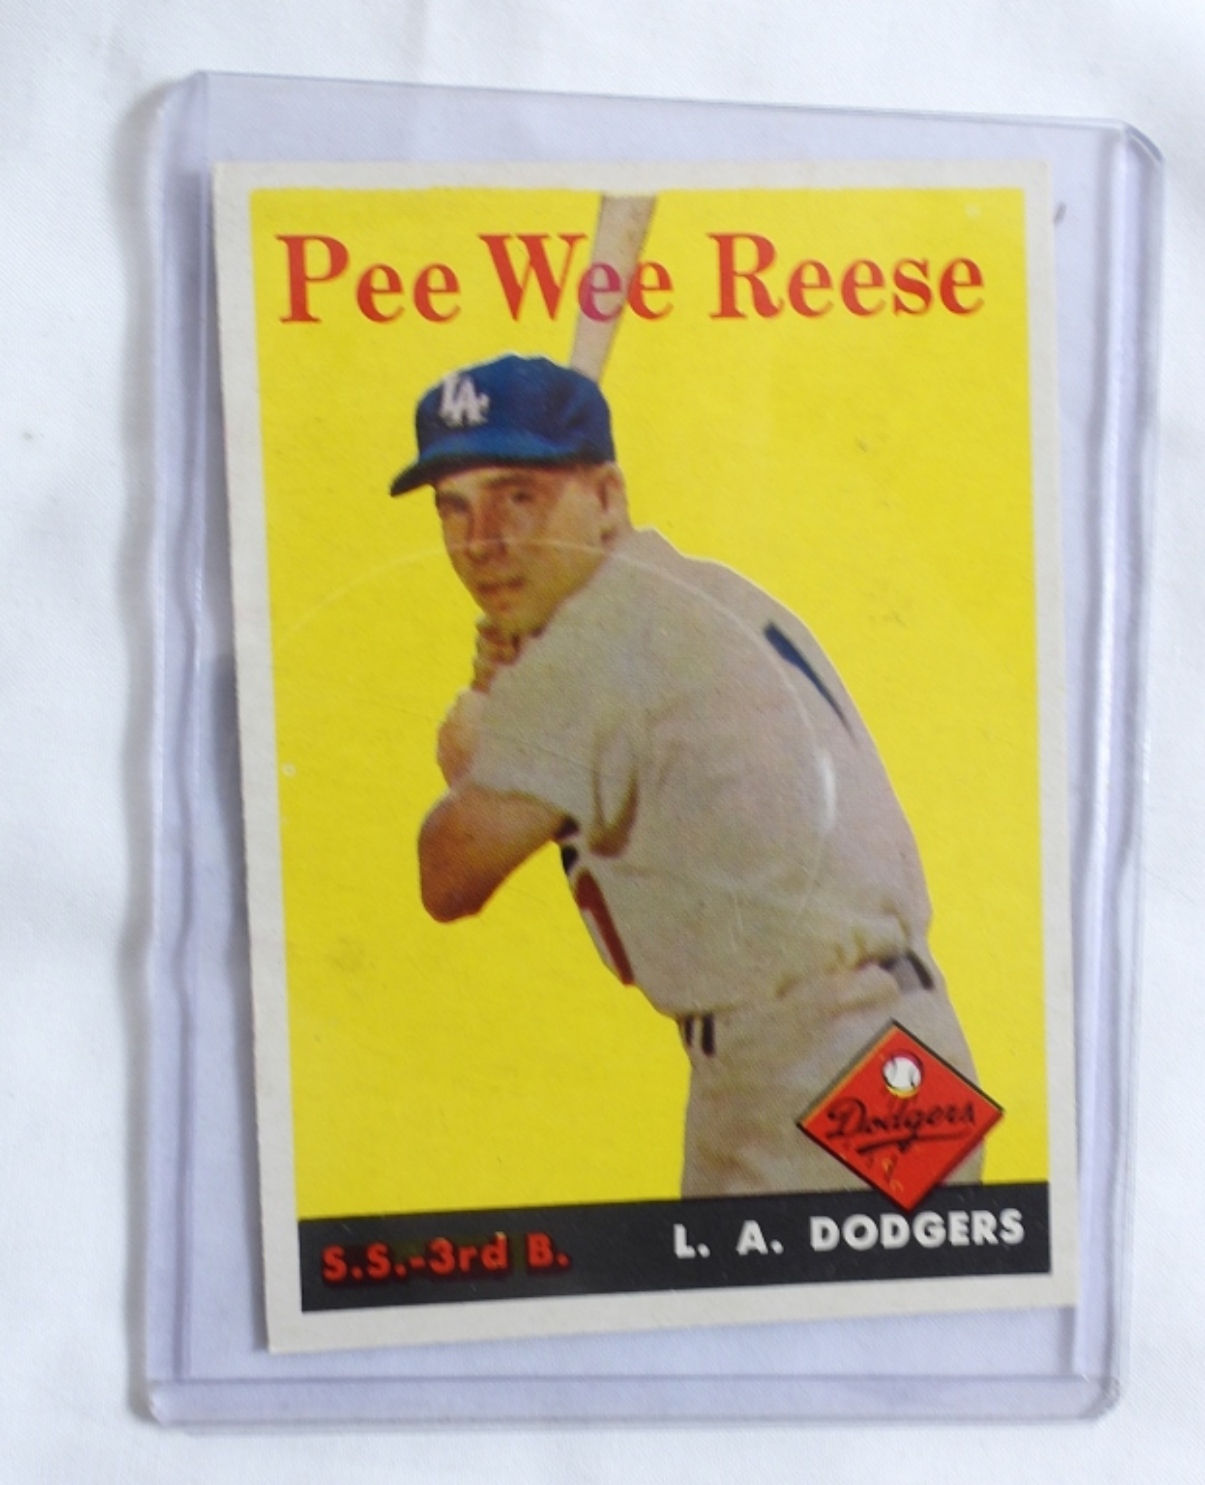 Pee Wee Reese
LA
Dodgers
S.S.-3rd B.
L. A. DODGERS